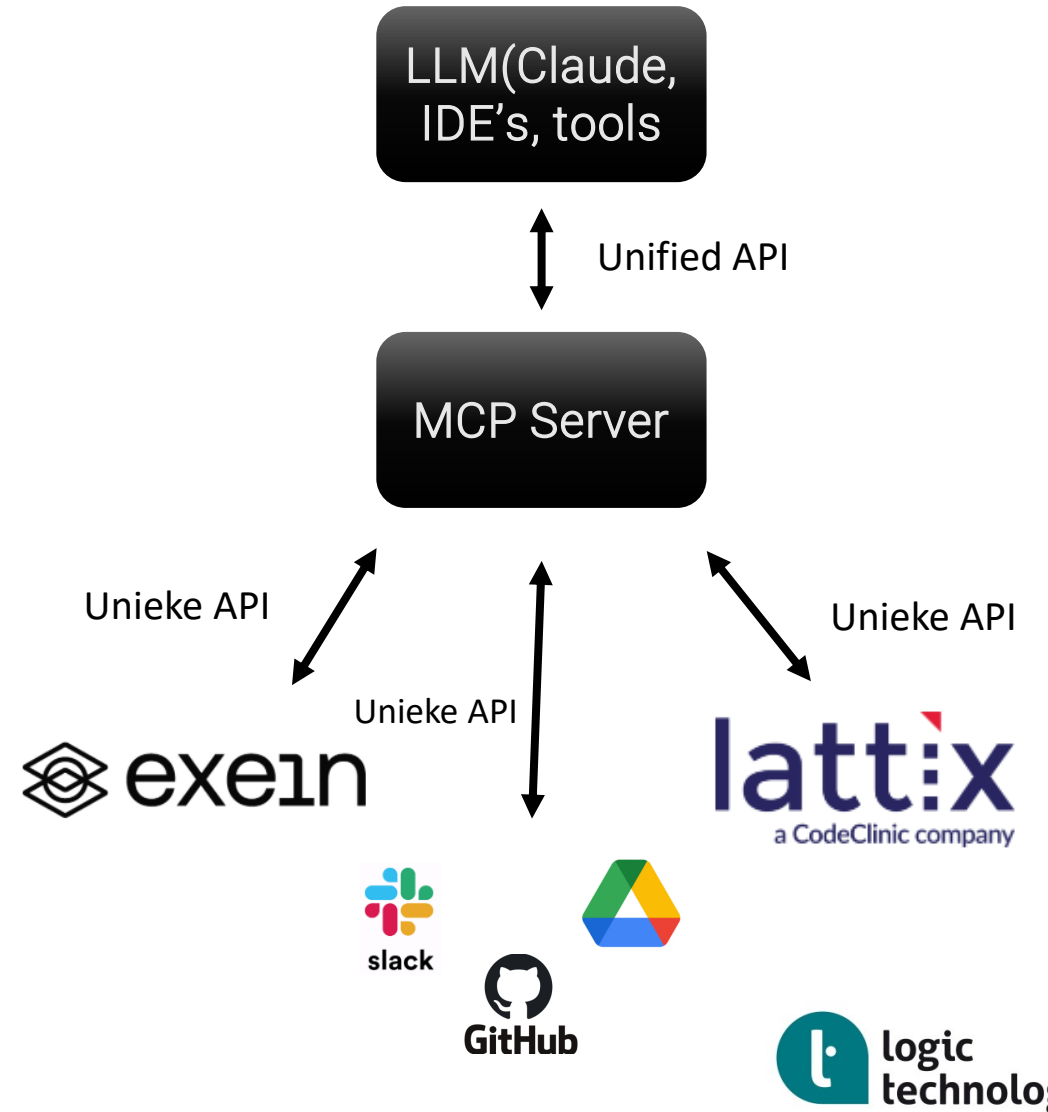 LLM(Claude,
IDE's, tools
Unified API
MCP Server
Unieke API
Unieke API
Unieke API
exein
lattix
a CodeClinic company
slack
GitHub
logic
technolog